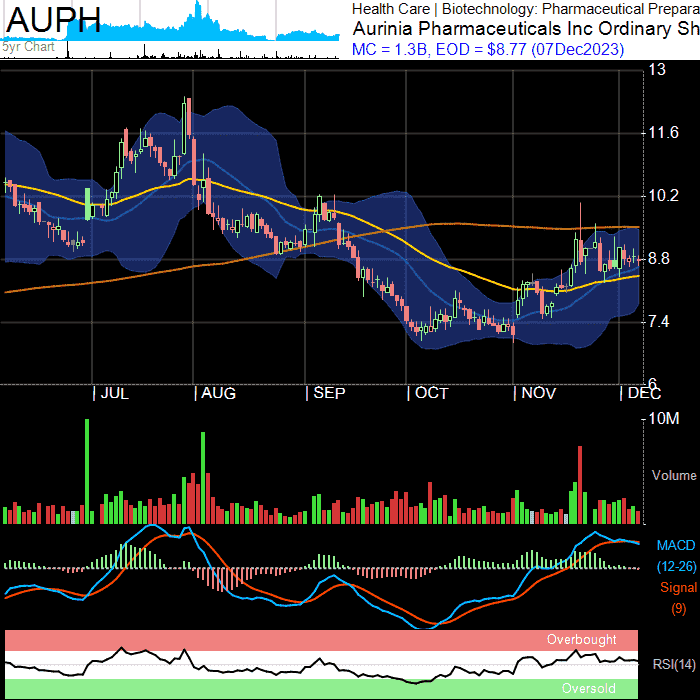 AUPH
Health Care | Biotechnology: Pharmaceutical Prepara
Aurinia Pharmaceuticals Inc Ordinary Sh
MC = 1.3B, EOD = $8.77 (07Dec2023)
5yr Chart
13
11.6
10.2
8.8
7.4
6
| JUL | AUG | SEP | OCT | NOV | DEC
10M
Volume
MACD
(12-26)
Signal
(9)
Overbought
RSI(14)
Oversold